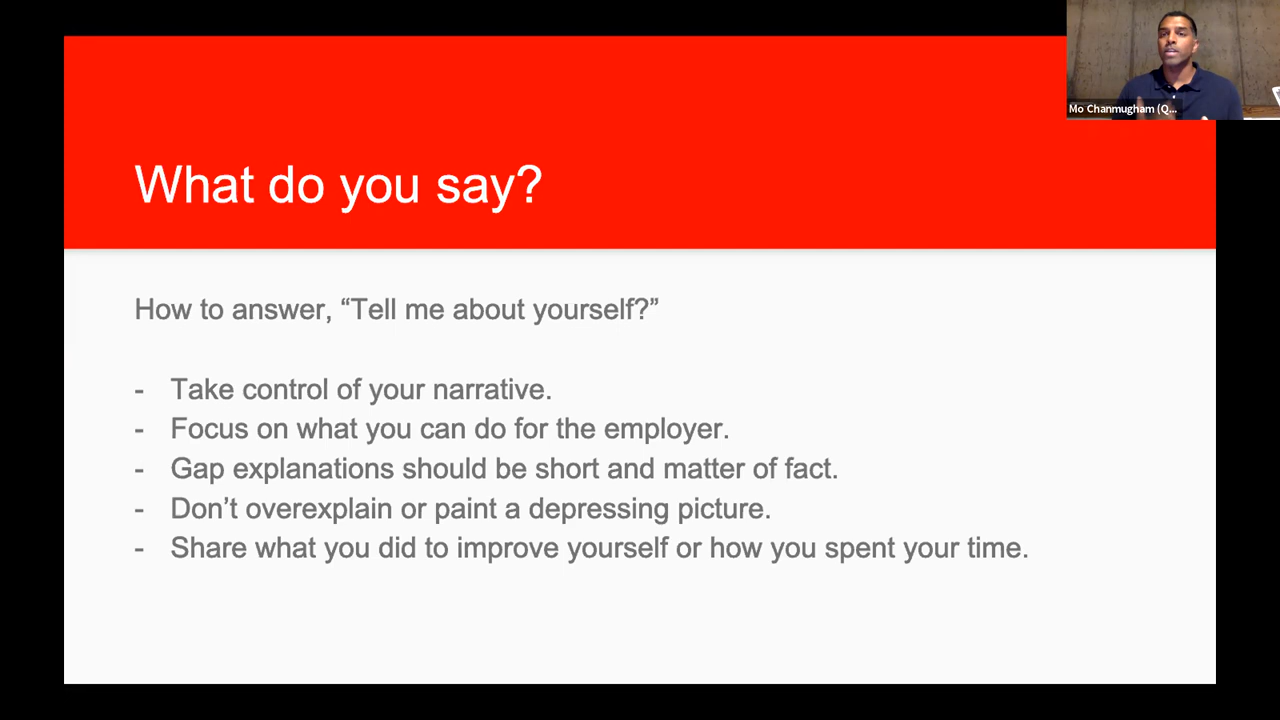 Mo Chanmugham (Q...
What do you say?
How to answer, “Tell me about yourself?”
- Take control of your narrative.
- Focus on what you can do for the employer.
- Gap explanations should be short and matter of fact.
- Don’t overexplain or paint a depressing picture.
- Share what you did to improve yourself or how you spent your time.